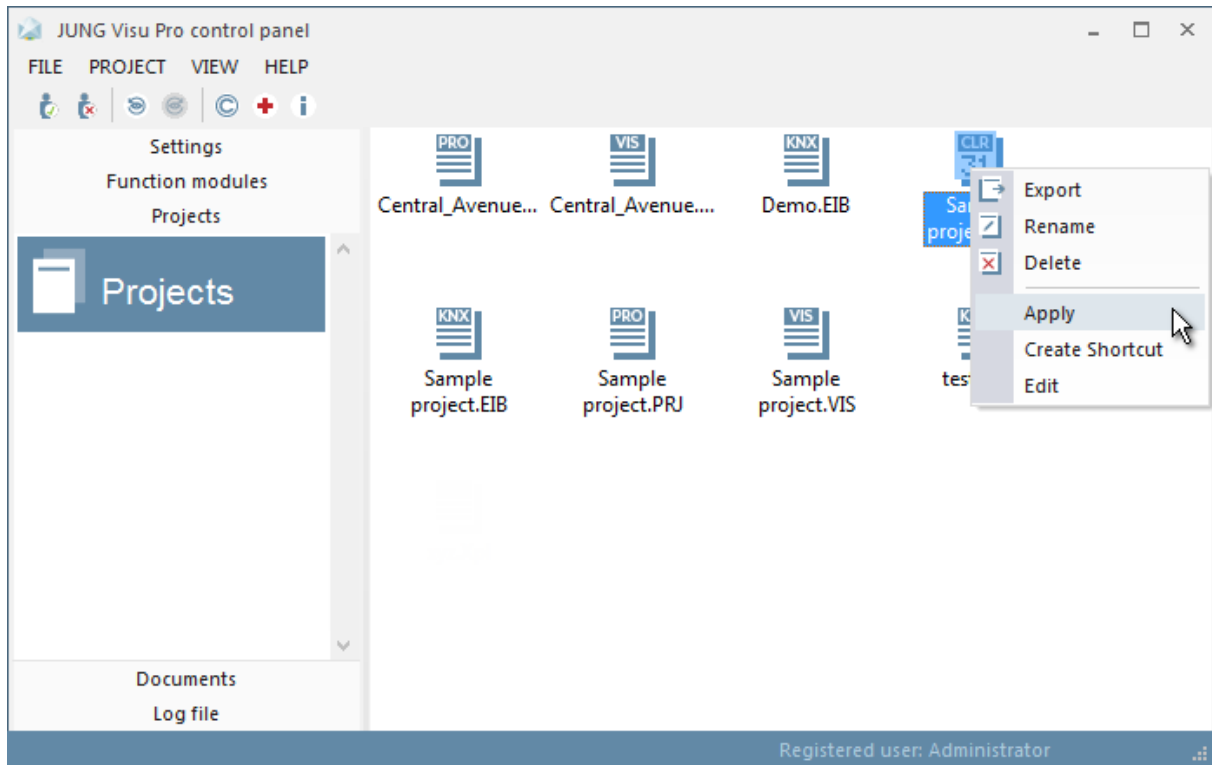 JUNG Visu Pro control panel
FILE PROJECT VIEW HELP
Settings
Function modules
Projects
Projects
Documents
Log file
PRO VIS KNX CLR
31
Central_Avenue... Central_Avenue.... Demo.EIB
KNX PRO VIS
Sample Sample Sample
project.EIB project.PRJ project.VIS
Export
Rename
Delete
Apply
Create Shortcut
Edit
Registered user: Administrator